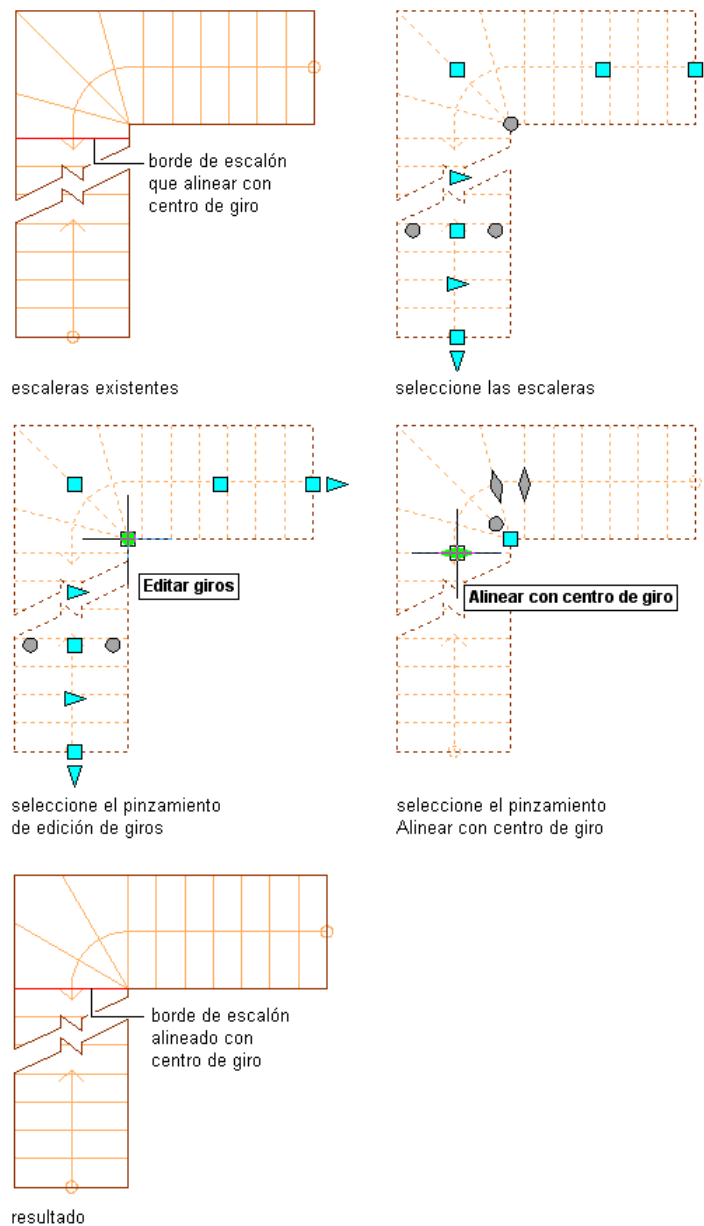 borde de escalón
que alinear con
centro de giro
escaleras existentes
seleccione las escaleras
Editar giros
Alinear con centro de giro
seleccione el pinzamiento
de edición de giros
seleccione el pinzamiento
Alinear con centro de giro
borde de escalón
alineado con
centro de giro
resultado